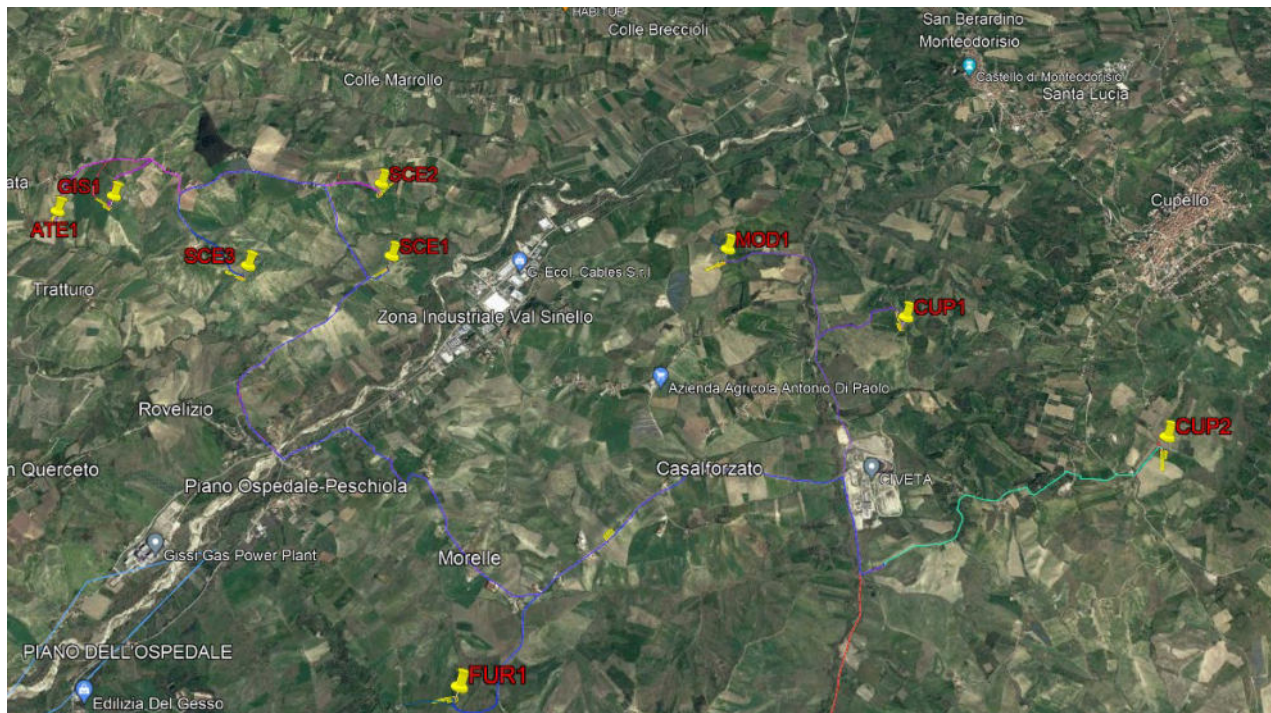 Colle Breccioli
San Berardino
Monteodorisio
Colle Marrollo
Castello di Monteodorisio
Santa Lucia
ata
GIS1
SCE2
ATE1
Cupello
SCE3
SCE1
MOD1
G. Ecol. Cables S.r.l
Tratturo
Zona Industriale Val Sinello
CUP1
Azienda Agricola Antonio Di Paolo
Rovelizio
CUP2
n Querceto
Casalforzato
Piano Ospedale-Peschiola
CIVETA
Gissi Gas Power Plant
Morelle
PIANO DELL'OSPEDALE
FUR1
Edilizia Del Gesso